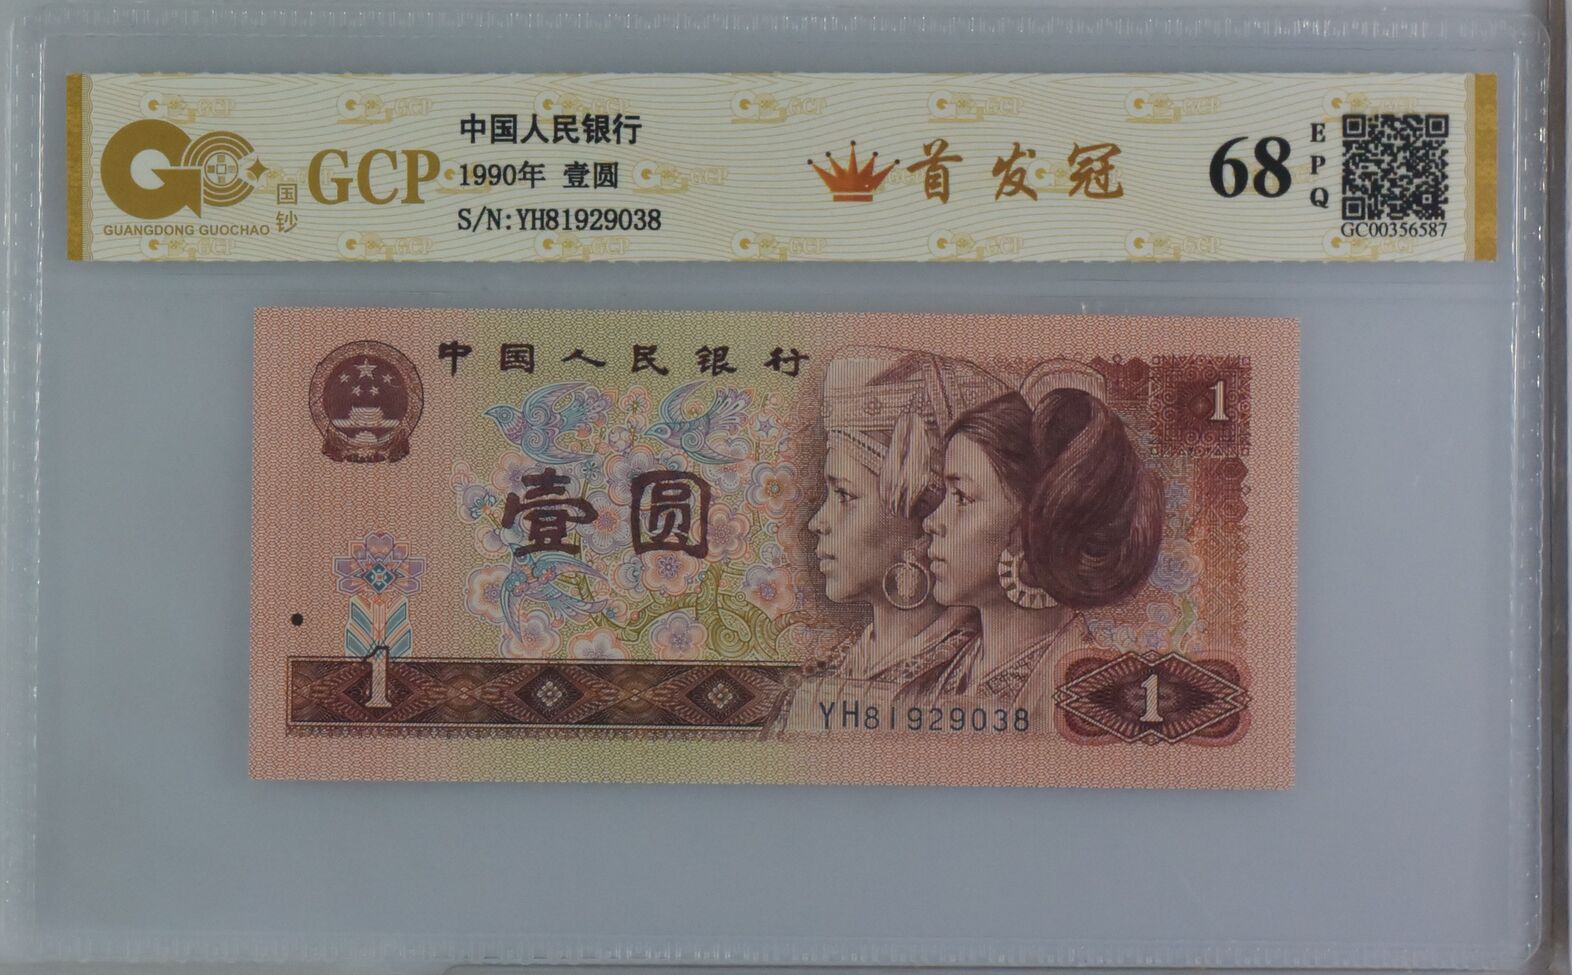 中国人民银行
GCP 1990年 壹圆
国钞
GUANGDONG GUOCHAO
S/N:YH81929038
首发冠
68 EPQ
GC00356587
中国人民银行
1
壹圆
1
YH81929038
1